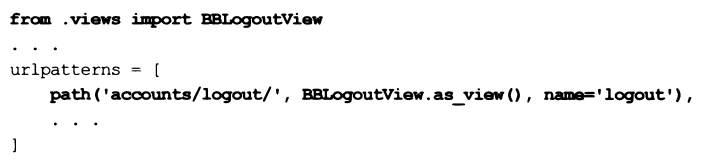 from .views import BBLogoutView
. . .
urlpatterns = [
    path('accounts/logout/', BBLogoutView.as_view(), name='logout'),
    . . .
]